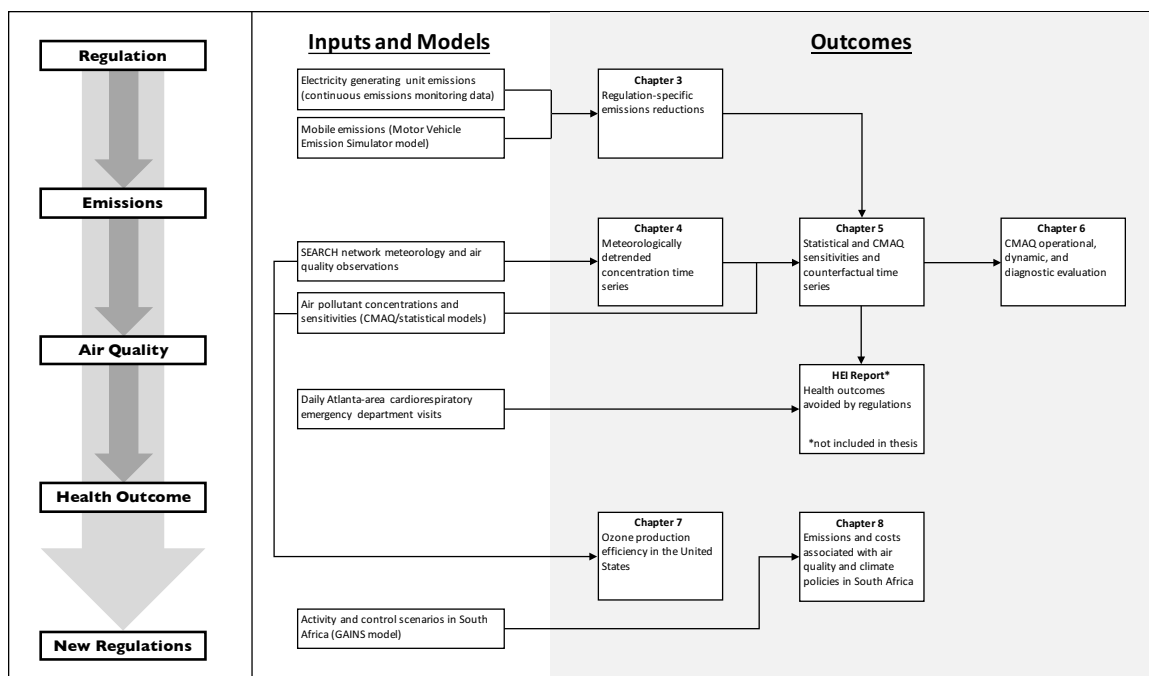 Regulation
Emissions
Air Quality
Health Outcome
New Regulations
Inputs and Models
Electricity generating unit emissions
(continuous emissions monitoring data)
Mobile emissions (Motor Vehicle
Emission Simulator model)
SEARCH network meteorology and air
quality observations
Air pollutant concentrations and
sensitivities (CMAQ/statistical models)
Daily Atlanta-area cardiorespiratory
emergency department visits
Activity and control scenarios in South
Africa (GAINS model)
Outcomes
Chapter 3
Regulation-specific
emissions reductions
Chapter 4
Meteorologically
detrended
concentration time
series
Chapter 5
Statistical and CMAQ
sensitivities and
counterfactual time
series
Chapter 6
CMAQ operational,
dynamic, and
diagnostic evaluation
HEI Report*
Health outcomes
avoided by regulations
*not included in thesis
Chapter 7
Ozone production
efficiency in the United
States
Chapter 8
Emissions and costs
associated with air
quality and climate
policies in South Africa